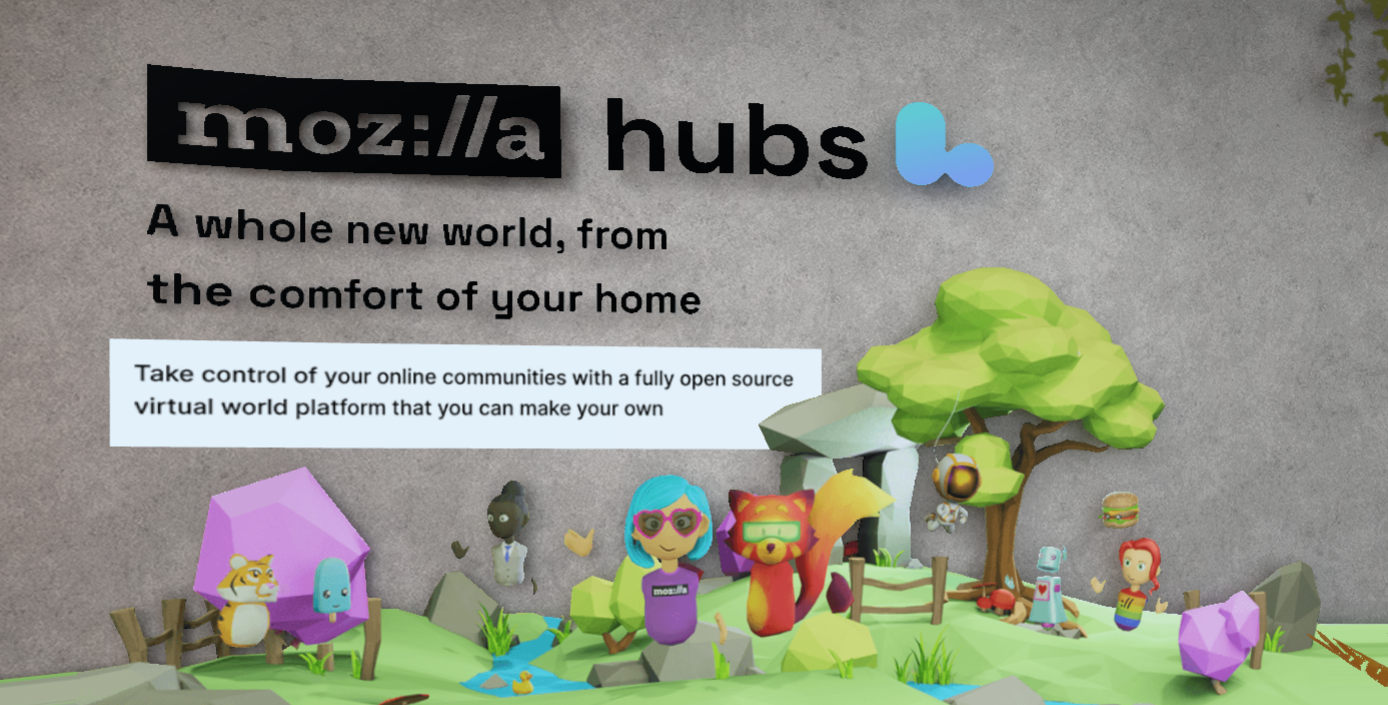 moz://a hubs
A whole new world, from
the comfort of your home
Take control of your online communities with a fully open source
virtual world platform that you can make your own
moz://a
://